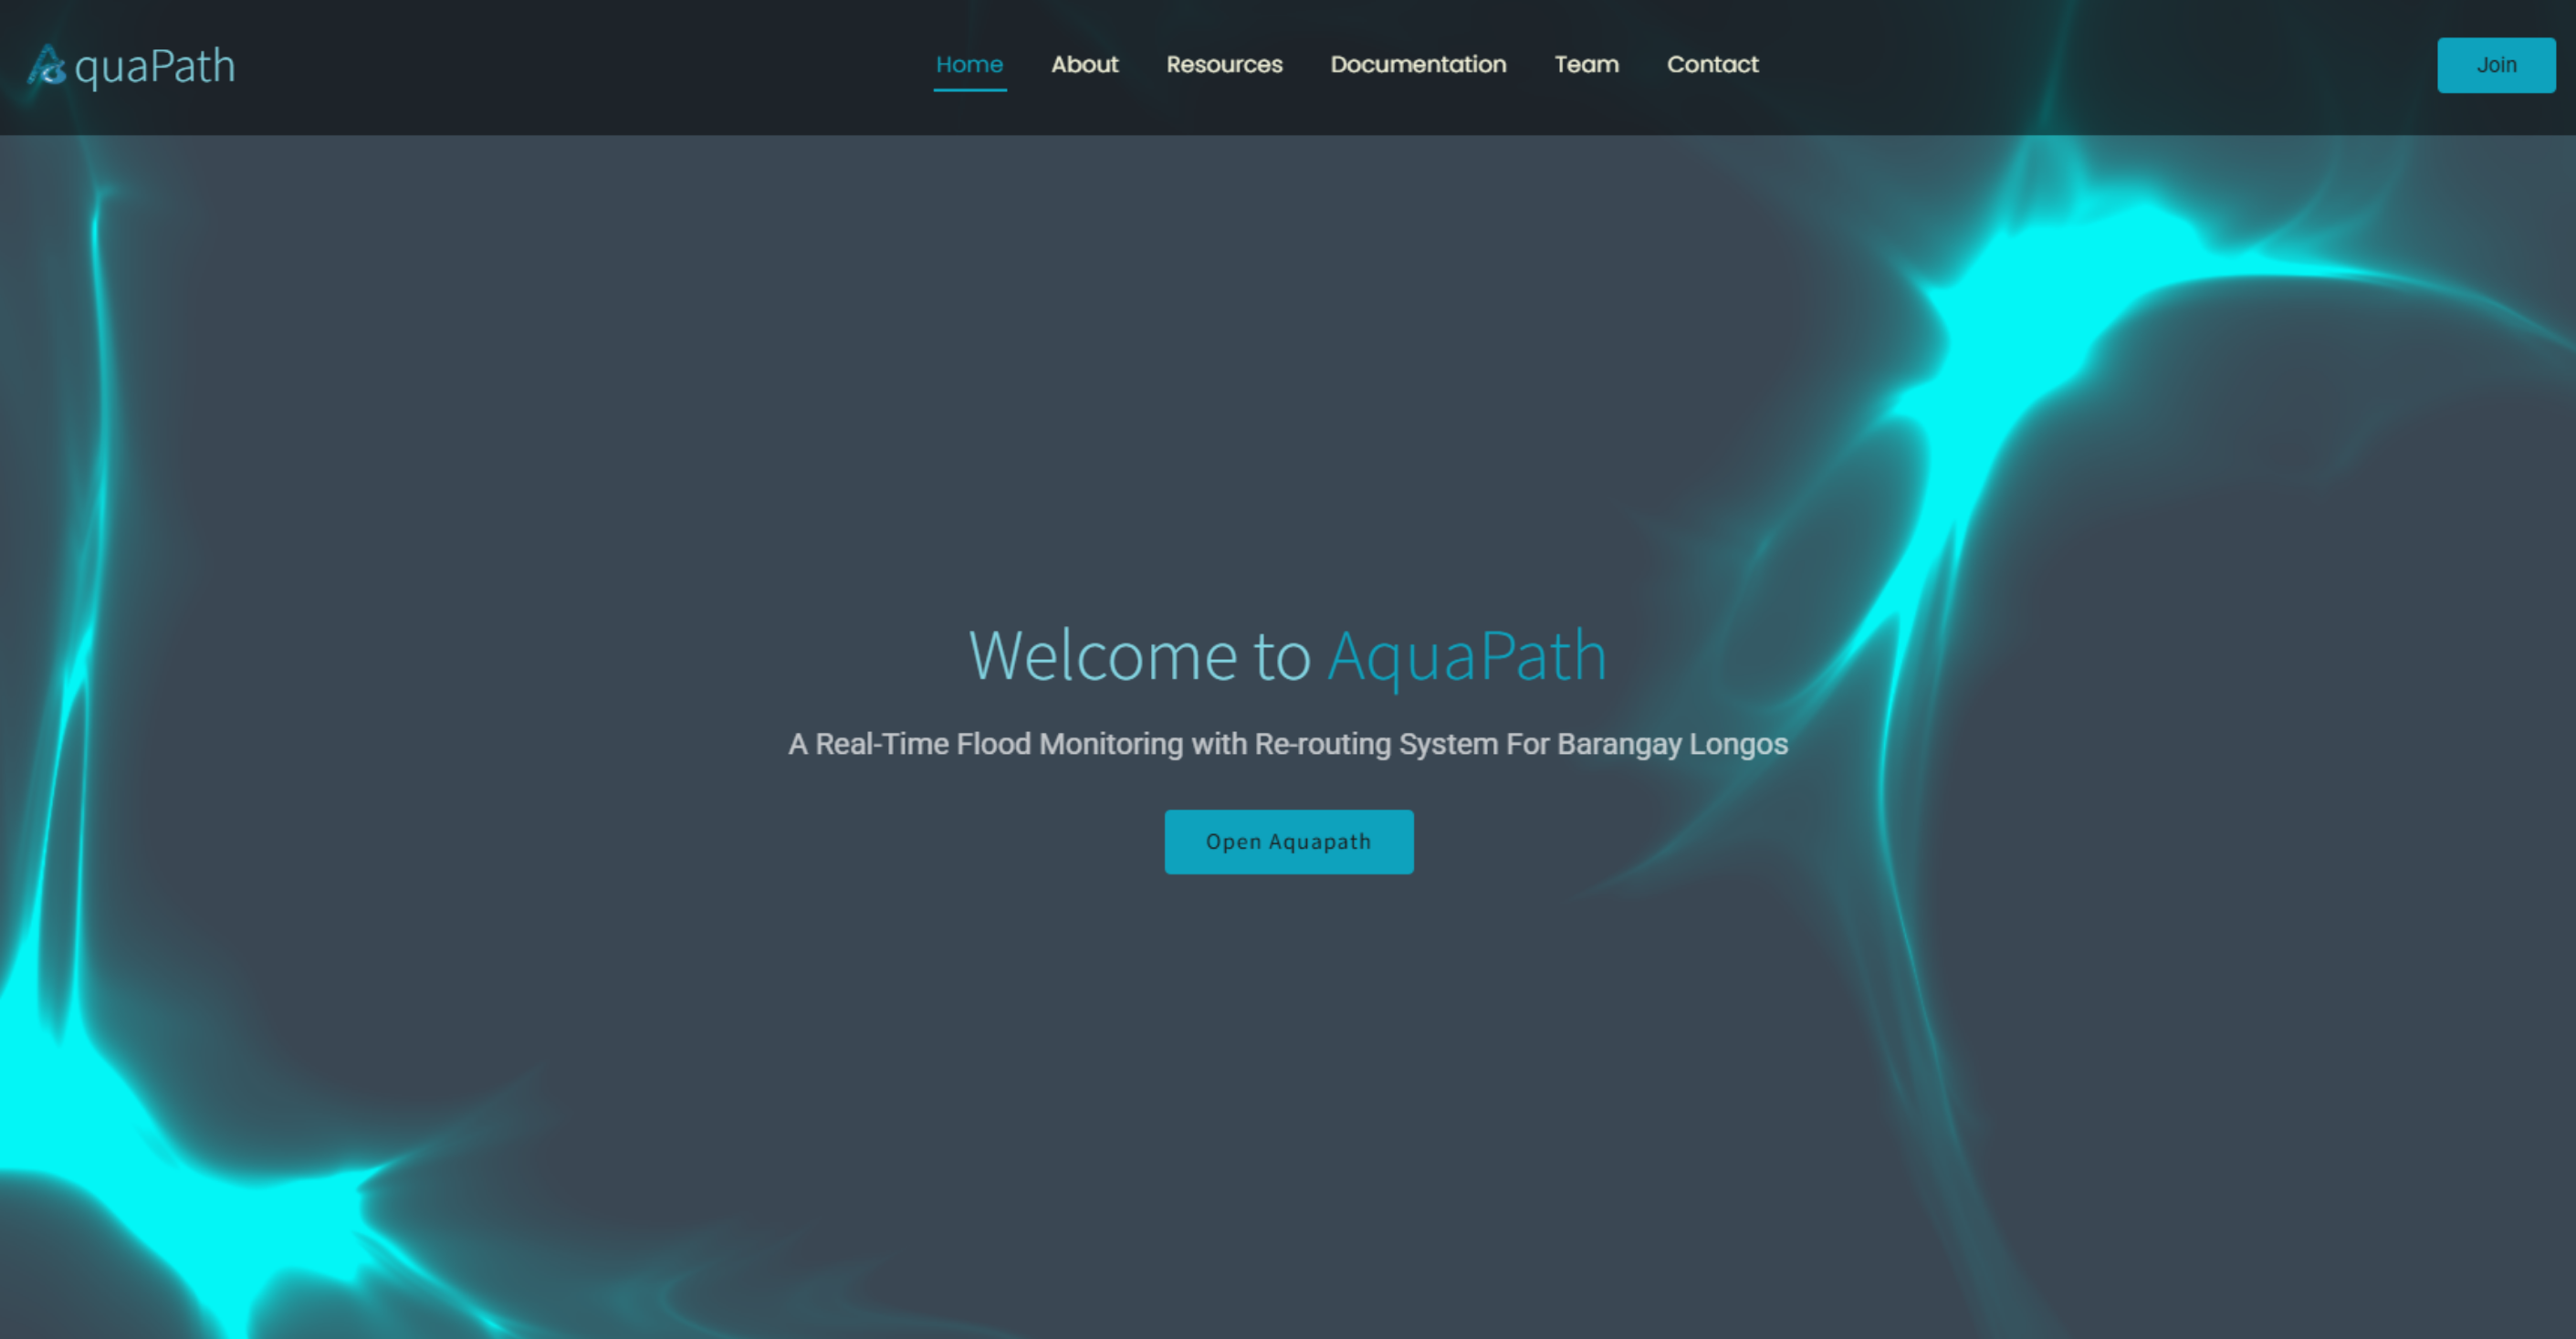 AquaPath
Home About Resources Documentation Team Contact
Join
Welcome to AquaPath
A Real-Time Flood Monitoring with Re-routing System For Barangay Longos
Open Aquapath